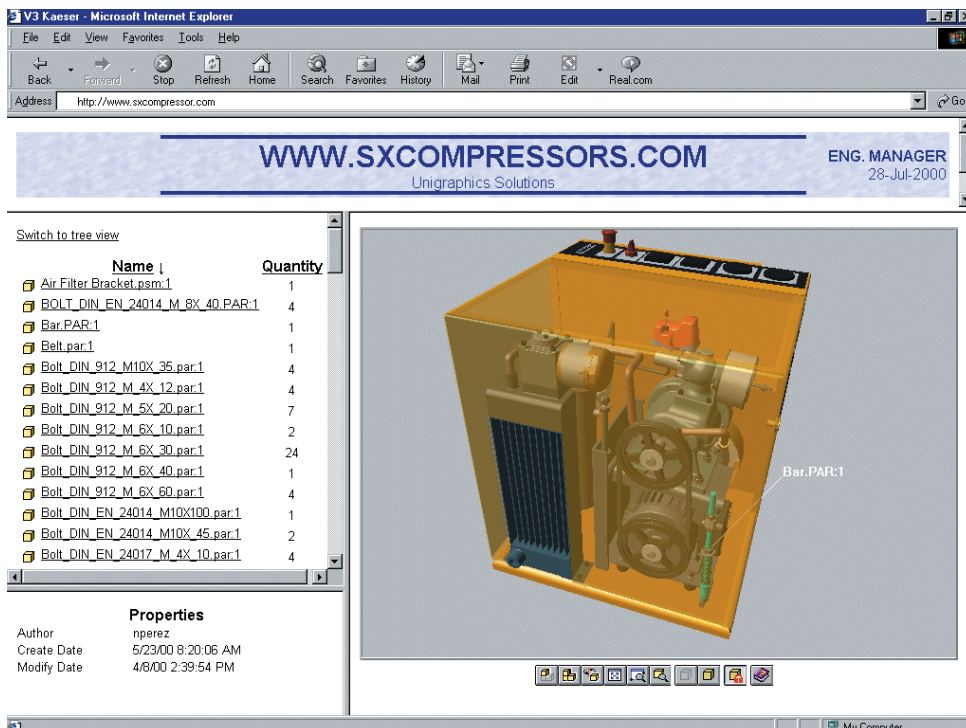 V3 Kaeser - Microsoft Internet Explorer
File Edit View Favorites Tools Help
Back Forward Stop Refresh Home Search Favorites History Mail Print Edit Real.com
Address http://www.sxcompressor.com Go
WWW.SXCOMPRESSORS.COM
Unigraphics Solutions
ENG. MANAGER
28-Jul-2000
Switch to tree view
Name ↓ Quantity
Air Filter Bracket.psm:1 1
BOLT_DIN_EN_24014_M_8X_40.PAR:1 4
Bar.PAR:1 1
Belt.par:1 1
Bolt_DIN_912_M10X_35.par:1 4
Bolt_DIN_912_M_4X_12.par:1 4
Bolt_DIN_912_M_5X_20.par:1 7
Bolt_DIN_912_M_6X_10.par:1 2
Bolt_DIN_912_M_6X_30.par:1 24
Bolt_DIN_912_M_6X_40.par:1 1
Bolt_DIN_912_M_6X_60.par:1 4
Bolt_DIN_EN_24014_M10X100.par:1 1
Bolt_DIN_EN_24014_M10X_45.par:1 2
Bolt_DIN_EN_24017_M_4X_10.par:1 4
Bar.PAR:1
Properties
Author nperez
Create Date 5/23/00 8:20:06 AM
Modify Date 4/8/00 2:39:54 PM
My Computer